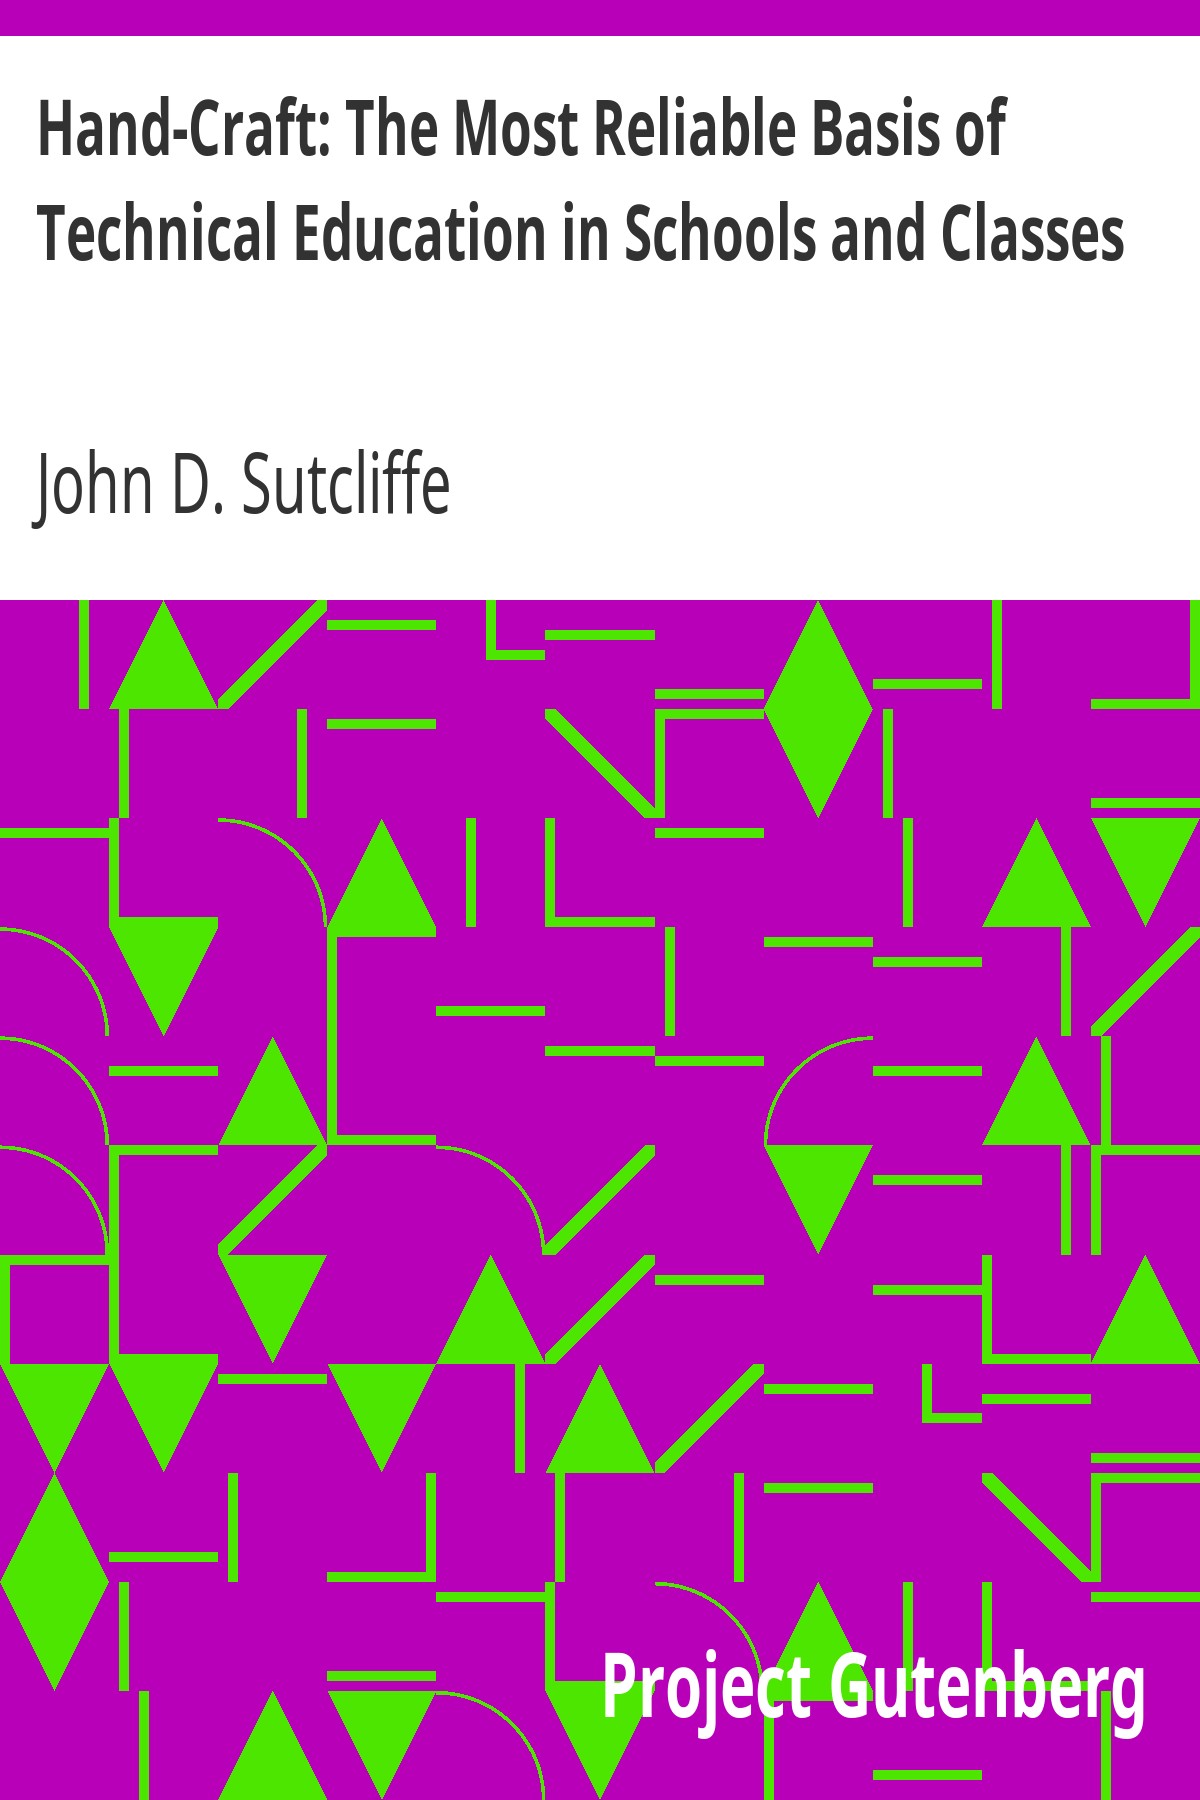 Hand-Craft: The Most Reliable Basis of
Technical Education in Schools and Classes
John D. Sutcliffe
Project Gutenberg